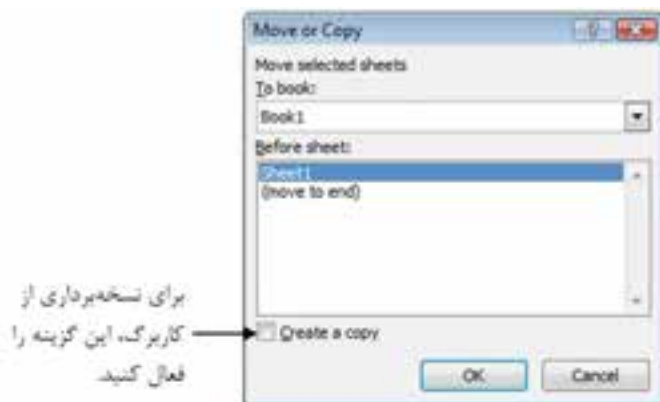 Move or Copy
Move selected sheets
To book:
Book1
Before sheet:
Sheet1
(move to end)
Create a copy
OK
Cancel
برای نسخه‌برداری از
کاربرگ، این گزینه را
فعال کنید.